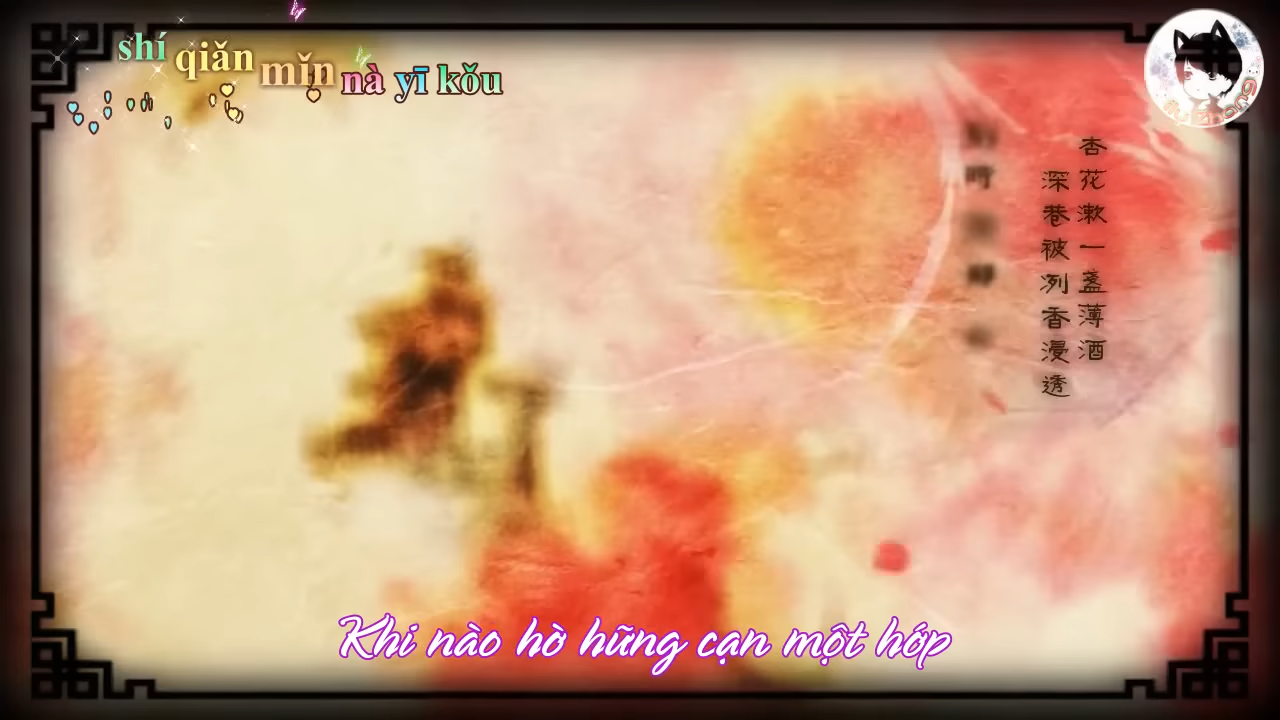 shí qiǎn mǐn nà yī kǒu
杏花漱一盏薄酒
深巷被冽香浸透
Khi nào hờ hững cạn một hớp